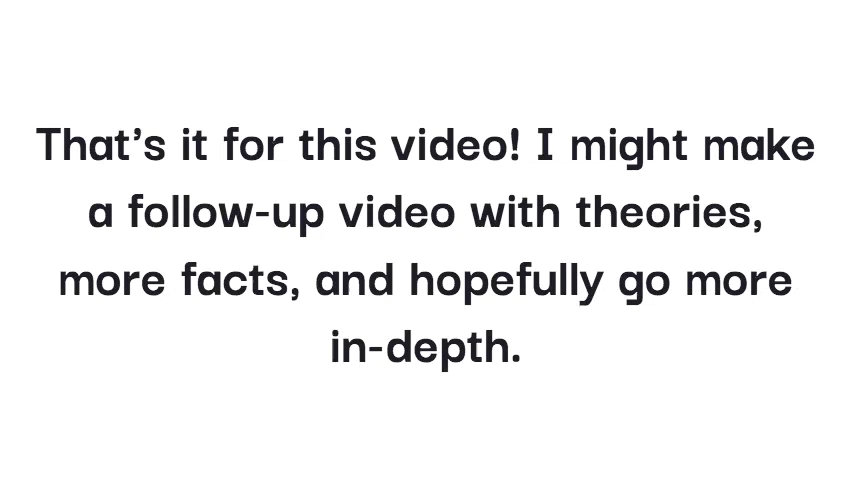 That's it for this video! I might make
a follow-up video with theories,
more facts, and hopefully go more
in-depth.